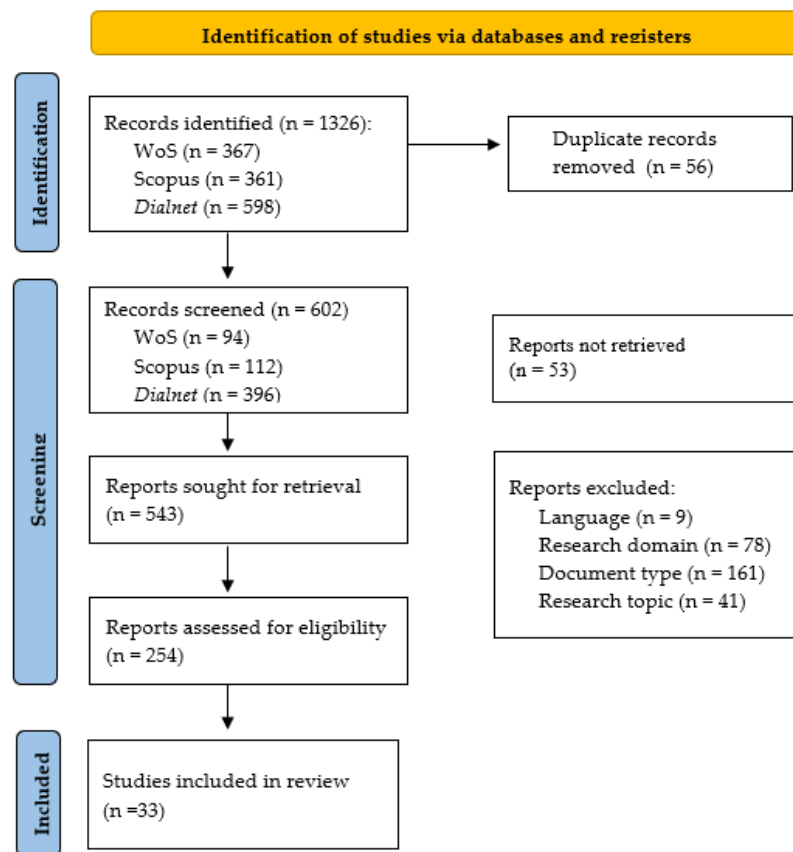 Identification of studies via databases and registers
Identification
Records identified (n = 1326):
WoS (n = 367)
Scopus (n = 361)
Dialnet (n = 598)
Duplicate records
removed (n = 56)
Screening
Records screened (n = 602)
WoS (n = 94)
Scopus (n = 112)
Dialnet (n = 396)
Reports not retrieved
(n = 53)
Reports sought for retrieval
(n = 543)
Reports excluded:
Language (n = 9)
Research domain (n = 78)
Document type (n = 161)
Research topic (n = 41)
Reports assessed for eligibility
(n = 254)
Included
Studies included in review
(n =33)